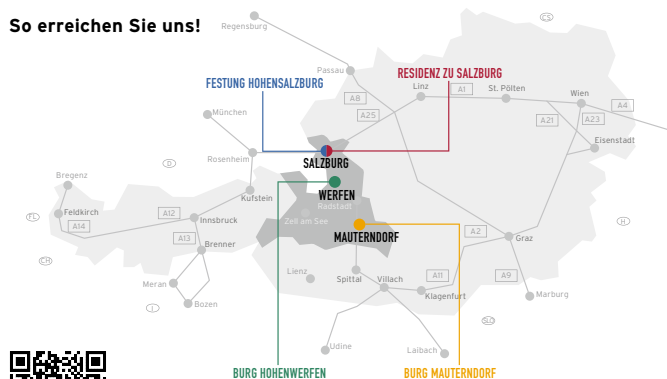 So erreichen Sie uns!
CS
Regensburg
Passau
RESIDENZ ZU SALZBURG
FESTUNG HOHENSALZBURG
Linz
A1
St. Pölten
Wien
A8
A25
A4
A21
A23
München
Eisenstadt
Rosenheim
D
SALZBURG
Bregenz
Kufstein
WERFEN
Radstadt
FL
Feldkirch
A14
A12
Innsbruck
Zell am See
MAUTERNDORF
H
A13
Brenner
A2
Graz
CH
Meran
Lienz
Spittal
Villach
A11
A9
Klagenfurt
Marburg
I
Bozen
SLO
Udine
Laibach
BURG HOHENWERFEN
BURG MAUTERNDORF